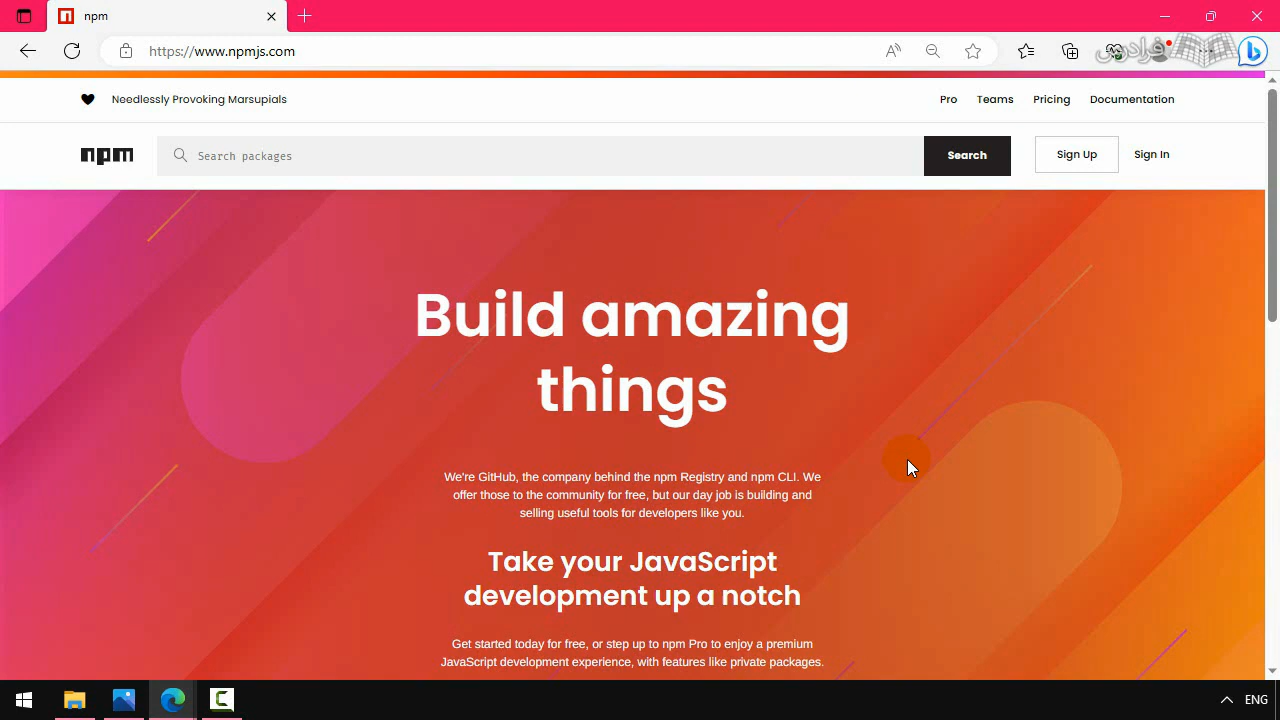 npm
https://www.npmjs.com
فرادرس
Needlessly Provoking Marsupials
Pro
Teams
Pricing
Documentation
npm
Search packages
Search
Sign Up
Sign In
Build amazing
things
We're GitHub, the company behind the npm Registry and npm CLI. We
offer those to the community for free, but our day job is building and
selling useful tools for developers like you.
Take your JavaScript
development up a notch
Get started today for free, or step up to npm Pro to enjoy a premium
JavaScript development experience, with features like private packages.
ENG